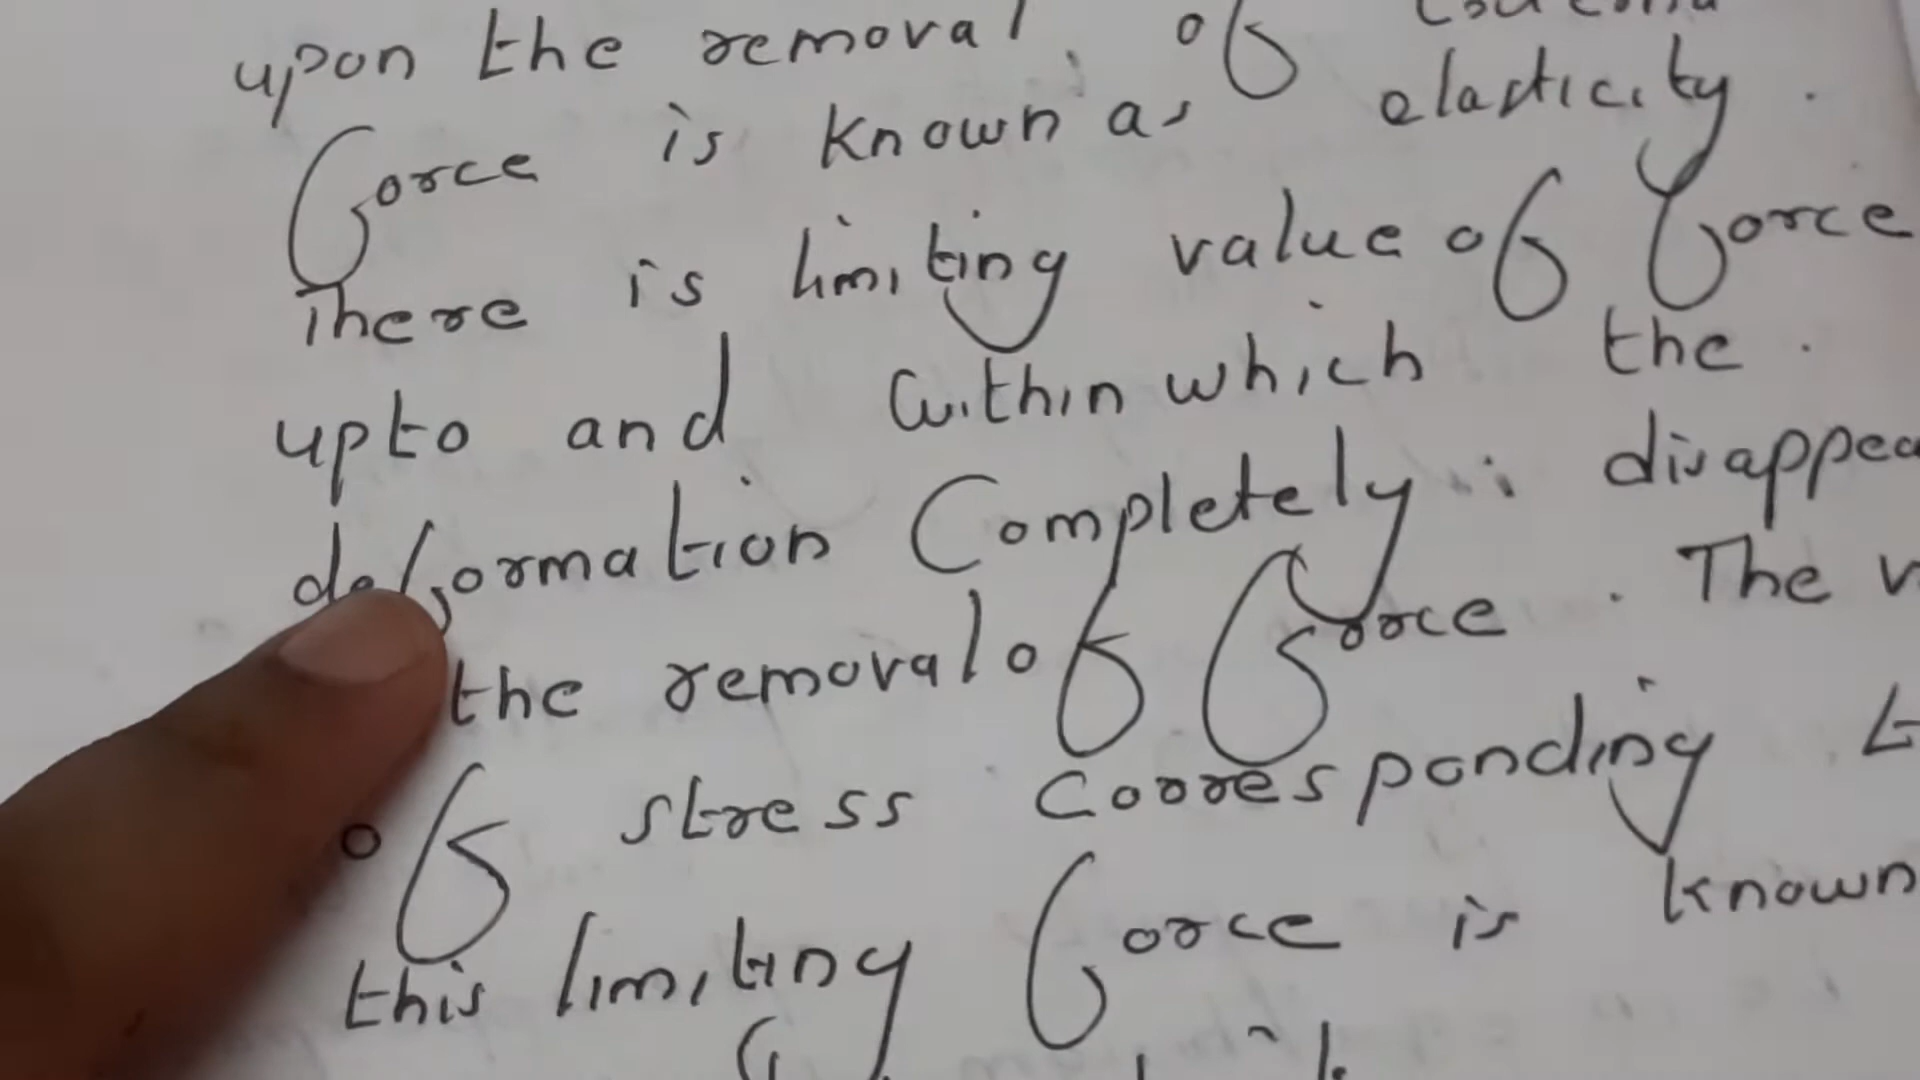 upon the removal of
force is known as elasticity.
There is limiting value of force
upto and within which the
deformation completely disappea
the removal of force. The v
of stress corresponding t
this limiting force is known